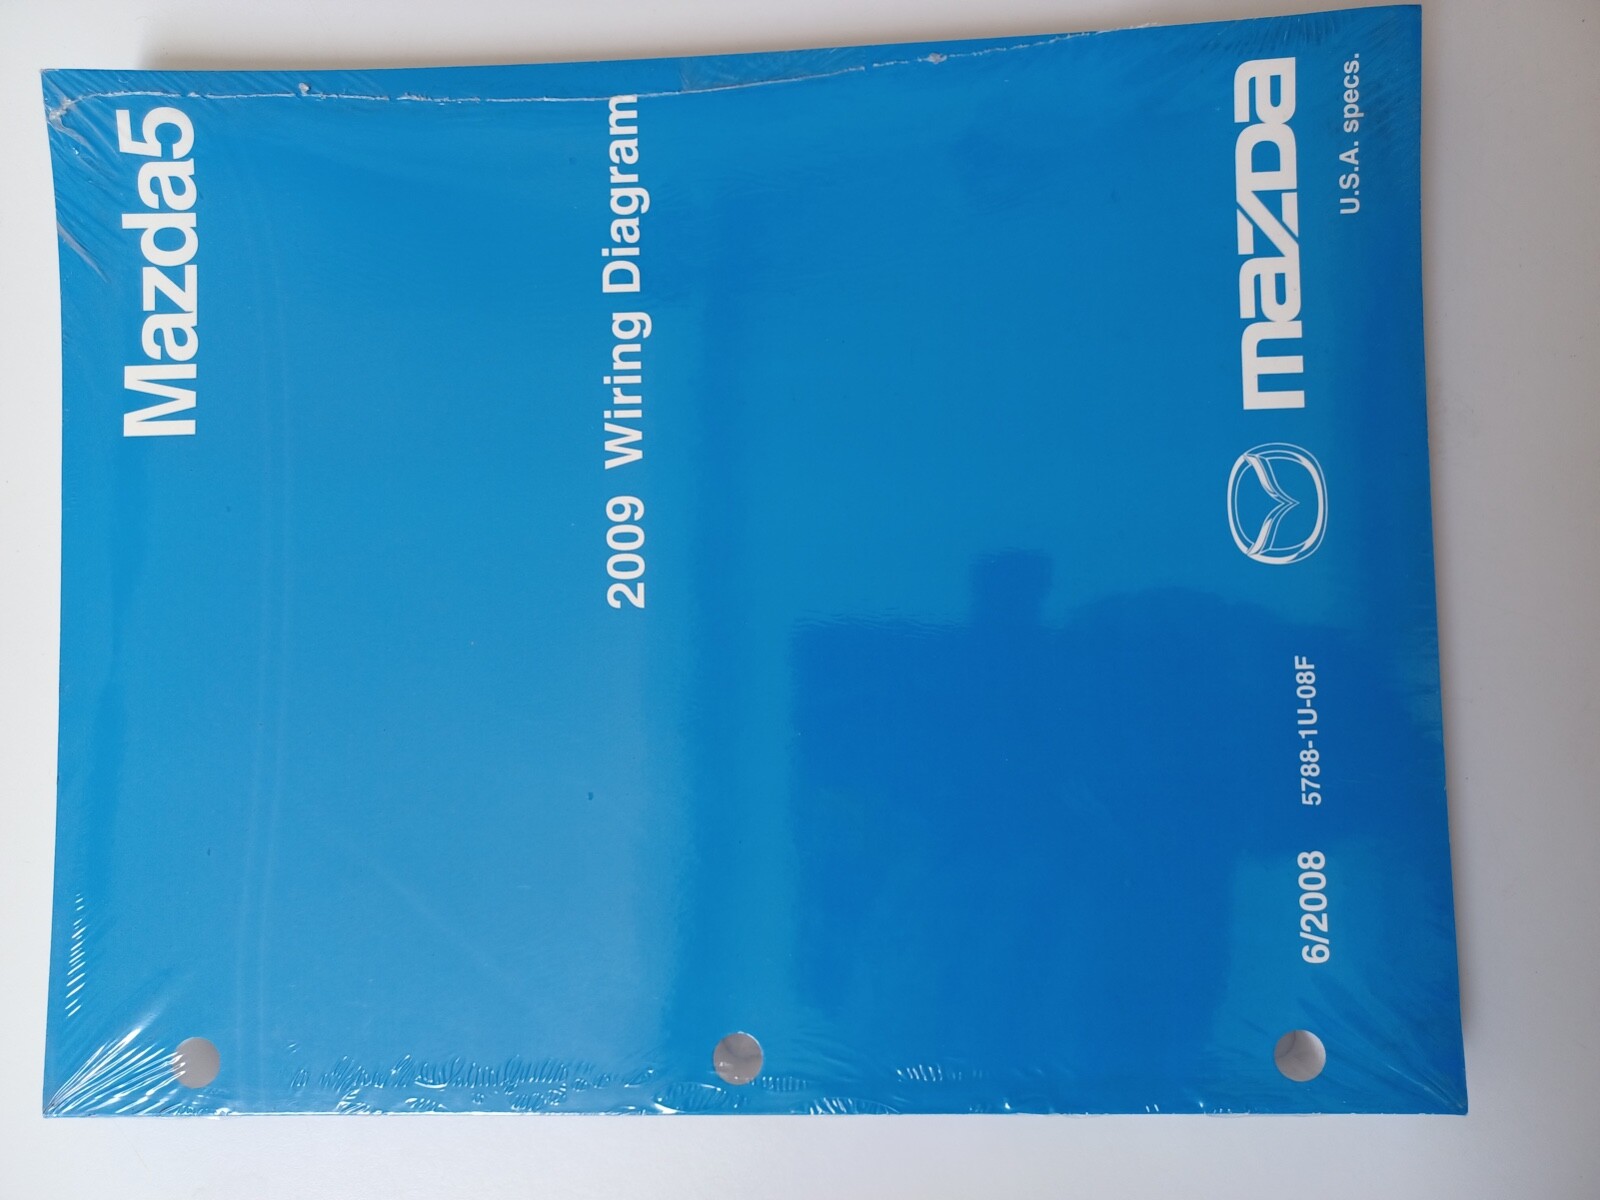 Mazda5
2009 Wiring Diagram
mazda
6/2008 5788-1U-08F
U.S.A. specs.